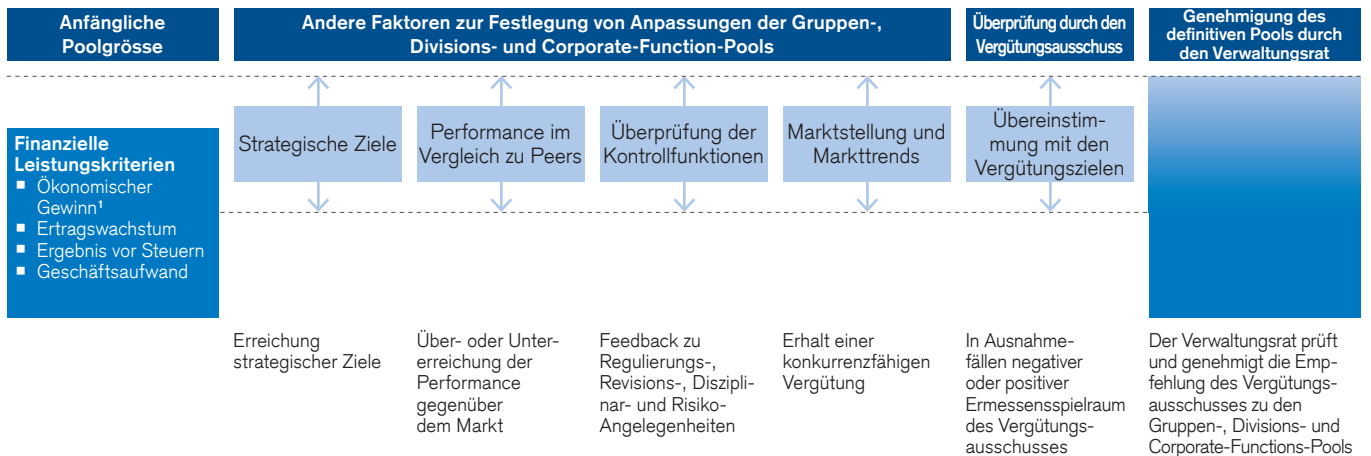 Anfängliche
Poolgrösse
Andere Faktoren zur Festlegung von Anpassungen der Gruppen-,
Divisions- und Corporate-Function-Pools
Überprüfung durch den
Vergütungsausschuss
Genehmigung des
definitiven Pools durch
den Verwaltungsrat
Finanzielle
Leistungskriterien
■ Ökonomischer
Gewinn¹
■ Ertragswachstum
■ Ergebnis vor Steuern
■ Geschäftsaufwand
Strategische Ziele
Performance im
Vergleich zu Peers
Überprüfung der
Kontrollfunktionen
Marktstellung und
Markttrends
Übereinstim-
mung mit den
Vergütungszielen
Erreichung
strategischer Ziele
Über- oder Unter-
erreichung der
Performance
gegenüber
dem Markt
Feedback zu
Regulierungs-,
Revisions-, Diszipli-
nar- und Risiko-
Angelegenheiten
Erhalt einer
konkurrenzfähigen
Vergütung
In Ausnahme-
fällen negativer
oder positiver
Ermessensspielraum
des Vergütungs-
ausschusses
Der Verwaltungsrat prüft
und genehmigt die Emp-
fehlung des Vergütungs-
ausschusses zu den
Gruppen-, Divisions- und
Corporate-Functions-Pools